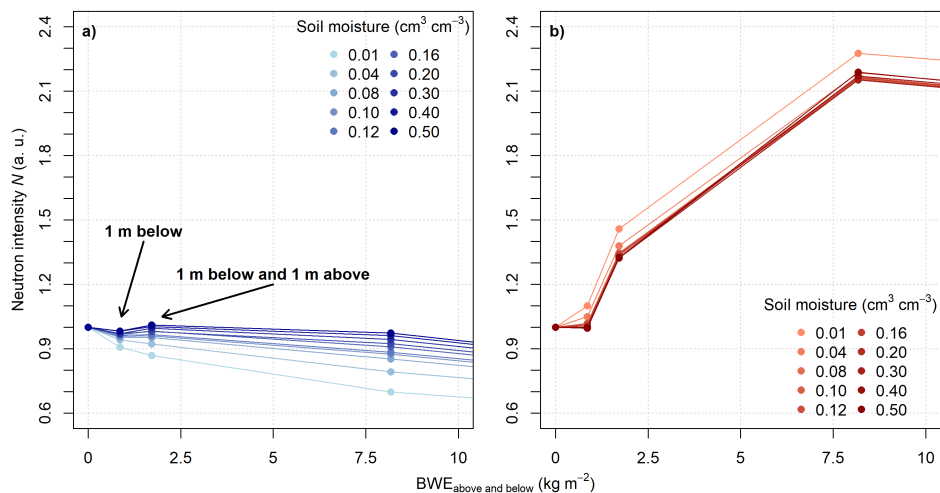 a)
Soil moisture (cm³ cm⁻³)
0.01 0.16
0.04 0.20
0.08 0.30
0.10 0.40
0.12 0.50
1 m below
1 m below and 1 m above
Neutron intensity N (a. u.)
2.4
2.1
1.8
1.5
1.2
0.9
0.6
0 2.5 5 7.5 10
b)
2.4
2.1
1.8
1.5
1.2
0.9
0.6
Soil moisture (cm³ cm⁻³)
0.01 0.16
0.04 0.20
0.08 0.30
0.10 0.40
0.12 0.50
0 2.5 5 7.5 10
BWEabove and below (kg m⁻²)